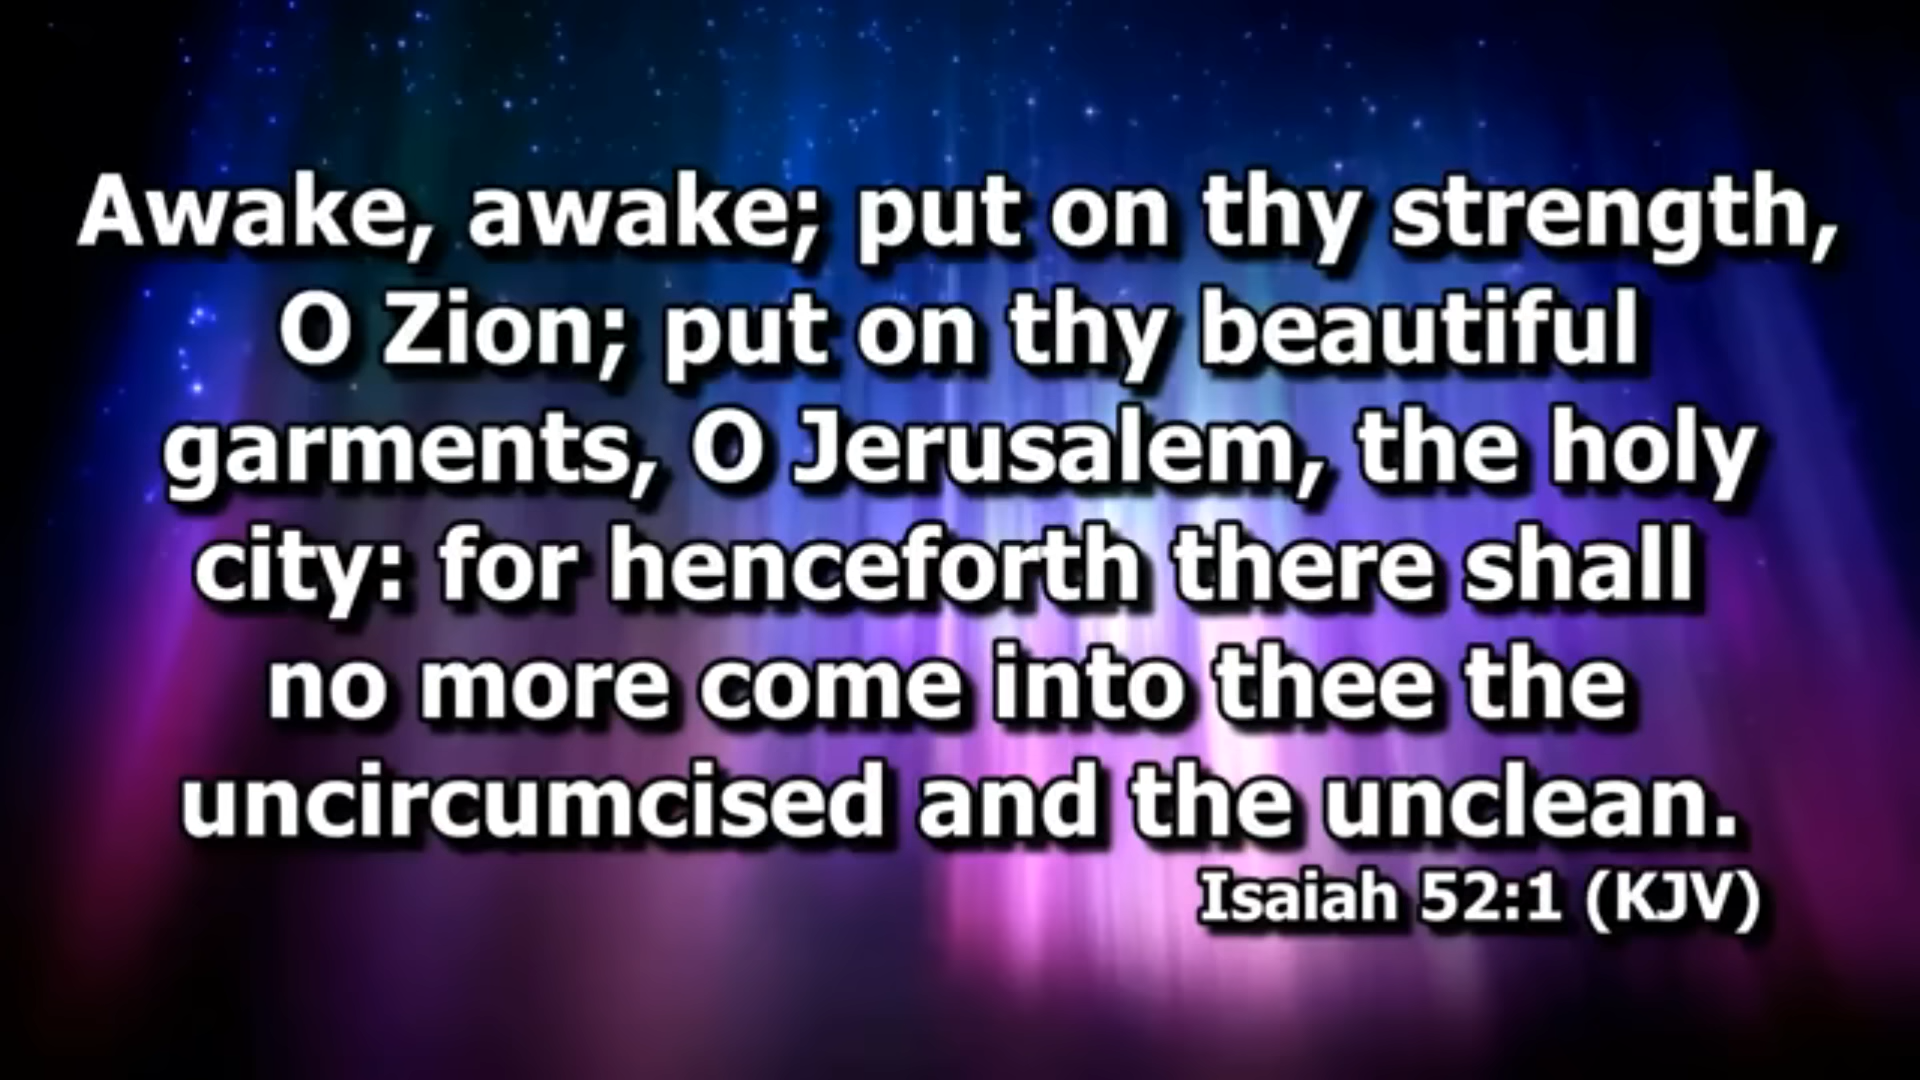 Awake, awake; put on thy strength,
O Zion; put on thy beautiful
garments, O Jerusalem, the holy
city: for henceforth there shall
no more come into thee the
uncircumcised and the unclean.
Isaiah 52:1 (KJV)